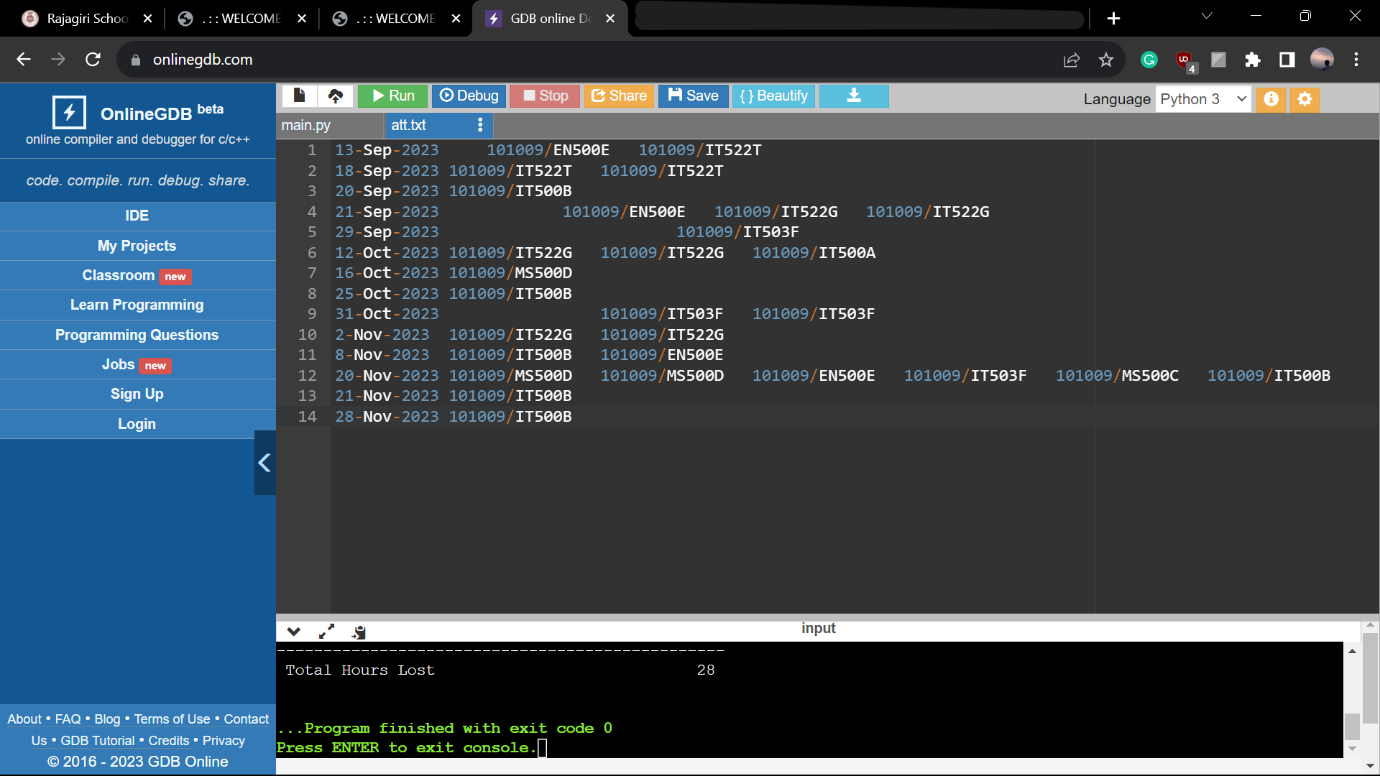 Rajagiri Schoo
. :: WELCOME
. :: WELCOME
GDB online De
onlinegdb.com
4
OnlineGDB beta
online compiler and debugger for c/c++
code. compile. run. debug. share.
IDE
My Projects
Classroom new
Learn Programming
Programming Questions
Jobs new
Sign Up
Login
About • FAQ • Blog • Terms of Use • Contact
Us • GDB Tutorial • Credits • Privacy
© 2016 - 2023 GDB Online
Run Debug Stop Share Save { } Beautify
Language Python 3
main.py att.txt
1 13-Sep-2023 101009/EN500E 101009/IT522T
2 18-Sep-2023 101009/IT522T 101009/IT522T
3 20-Sep-2023 101009/IT500B
4 21-Sep-2023 101009/EN500E 101009/IT522G 101009/IT522G
5 29-Sep-2023 101009/IT503F
6 12-Oct-2023 101009/IT522G 101009/IT522G 101009/IT500A
7 16-Oct-2023 101009/MS500D
8 25-Oct-2023 101009/IT500B
9 31-Oct-2023 101009/IT503F 101009/IT503F
10 2-Nov-2023 101009/IT522G 101009/IT522G
11 8-Nov-2023 101009/IT500B 101009/EN500E
12 20-Nov-2023 101009/MS500D 101009/MS500D 101009/EN500E 101009/IT503F 101009/MS500C 101009/IT500B
13 21-Nov-2023 101009/IT500B
14 28-Nov-2023 101009/IT500B
input
------------------------------------------------
Total Hours Lost 28
...Program finished with exit code 0
Press ENTER to exit console.